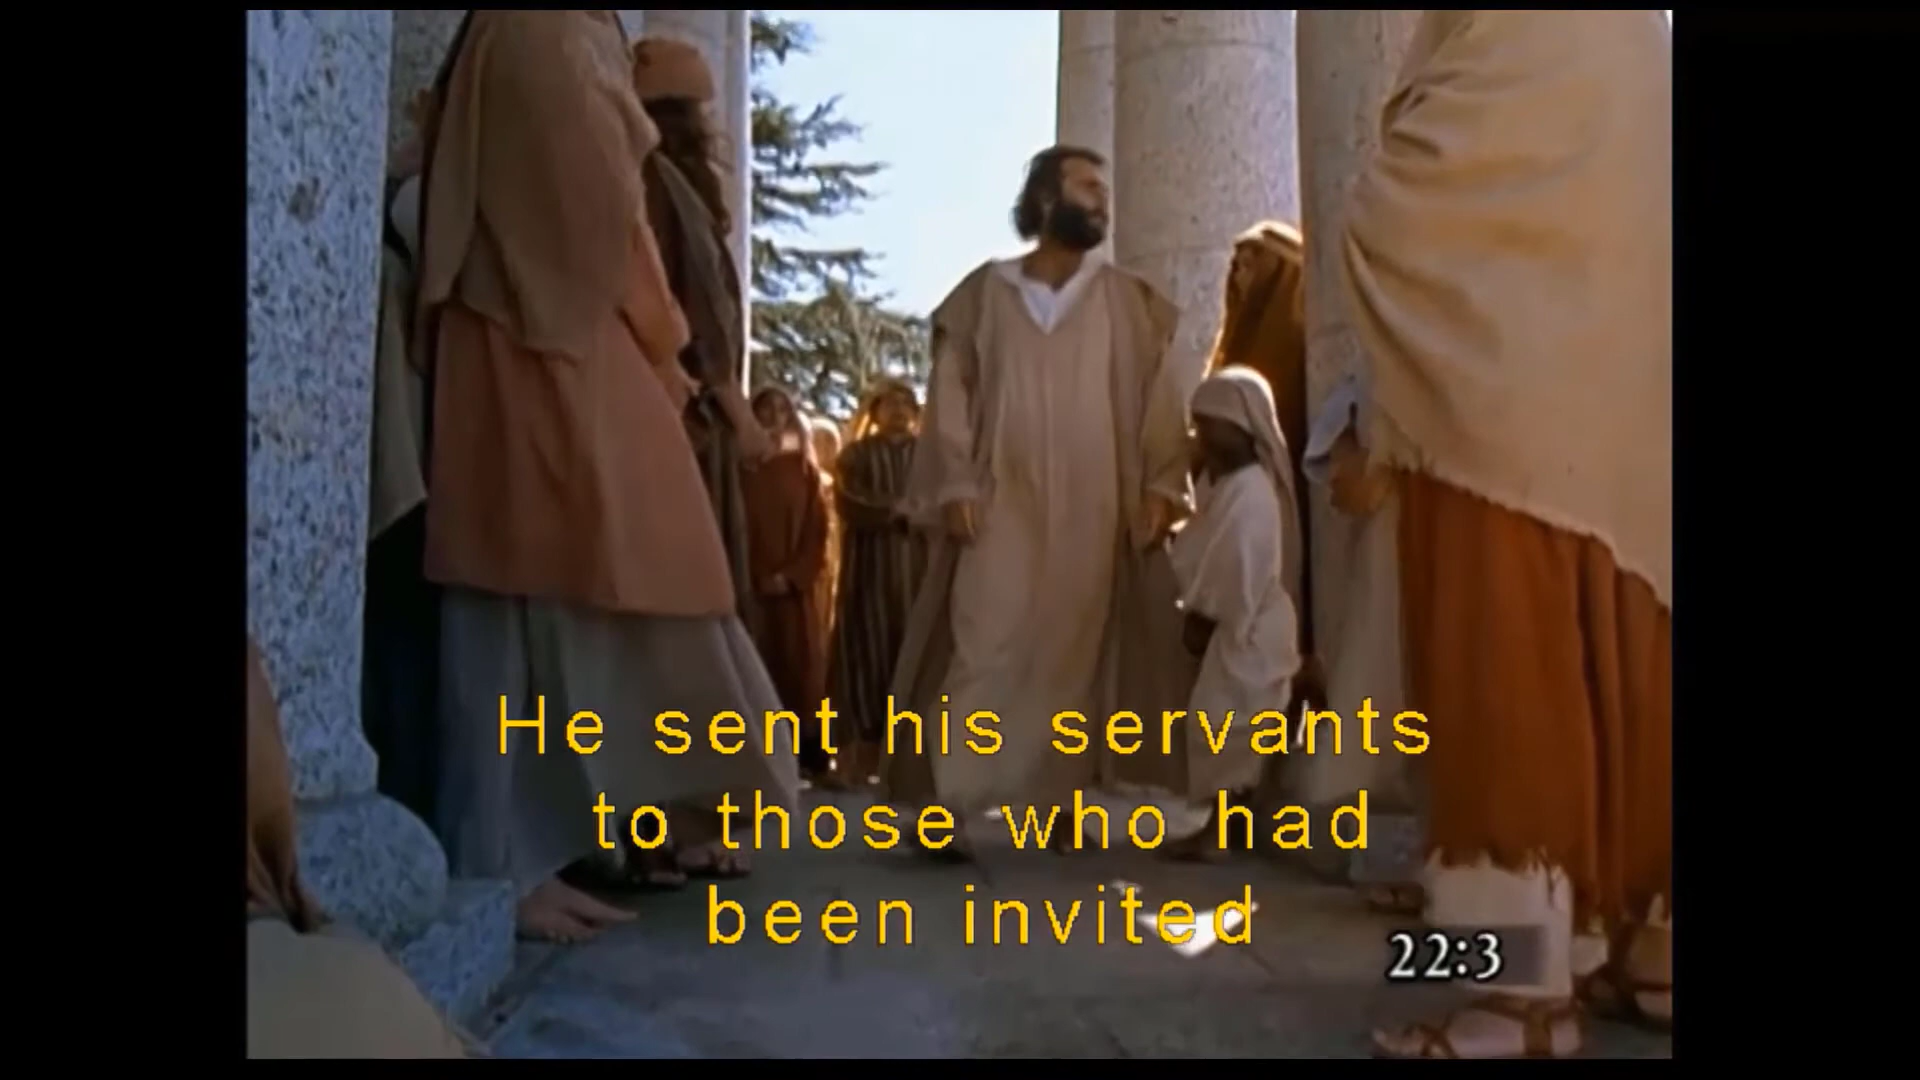 He sent his servants
to those who had
been invited
22:3